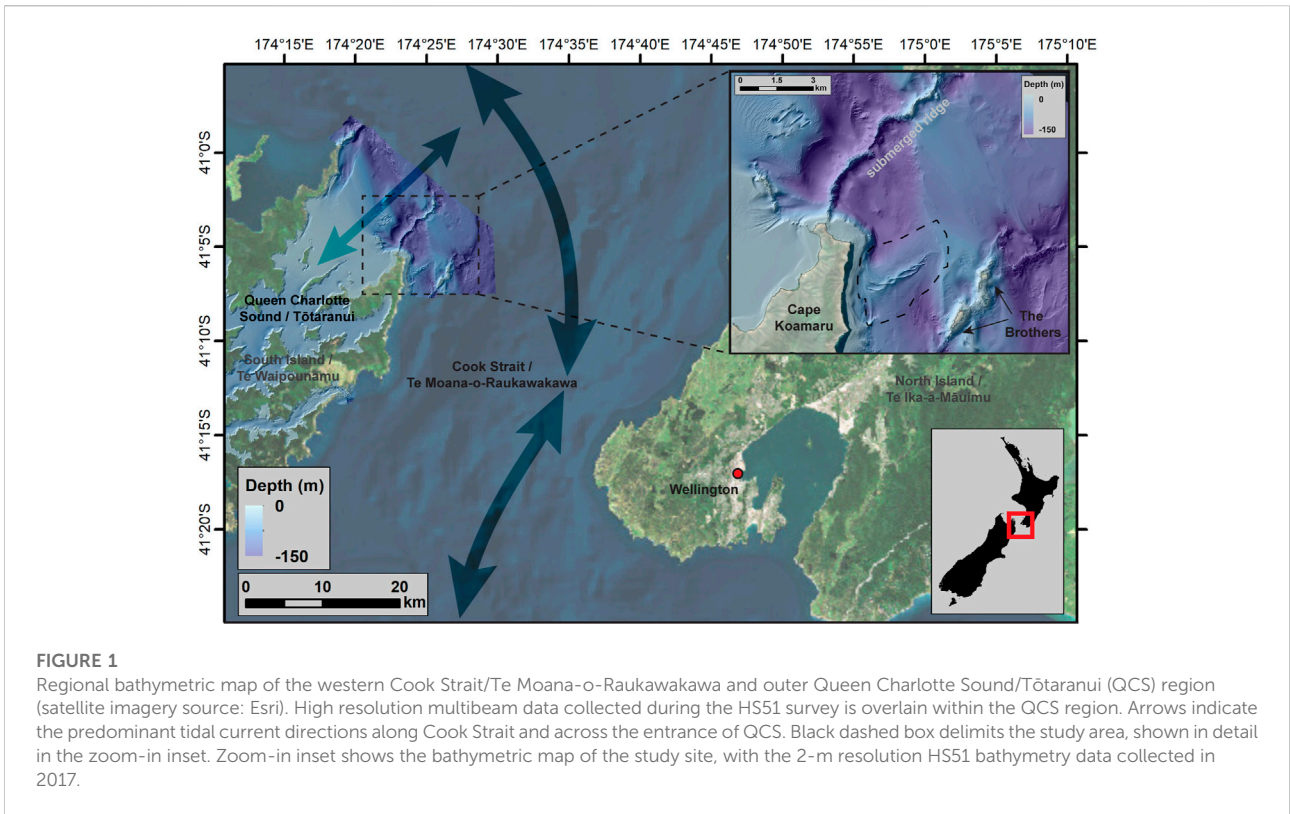 174°15'E 174°20'E 174°25'E 174°30'E 174°35'E 174°40'E 174°45'E 174°50'E 174°55'E 175°0'E 175°5'E 175°10'E
41°0'S
41°5'S
41°10'S
41°15'S
41°20'S
0 1.5 3
km
Depth (m)
0
-150
submerged ridge
Cape
Koamaru
The
Brothers
Queen Charlotte
Sound / Tōtaranui
South Island /
Te Waipounamu
Cook Strait /
Te Moana-o-Raukawakawa
North Island /
Te Ika-a-Māuimu
Wellington
Depth (m)
0
-150
0 10 20
km
FIGURE 1
Regional bathymetric map of the western Cook Strait/Te Moana-o-Raukawakawa and outer Queen Charlotte Sound/Tōtaranui (QCS) region
(satellite imagery source: Esri). High resolution multibeam data collected during the HS51 survey is overlain within the QCS region. Arrows indicate
the predominant tidal current directions along Cook Strait and across the entrance of QCS. Black dashed box delimits the study area, shown in detail
in the zoom-in inset. Zoom-in inset shows the bathymetric map of the study site, with the 2-m resolution HS51 bathymetry data collected in
2017.